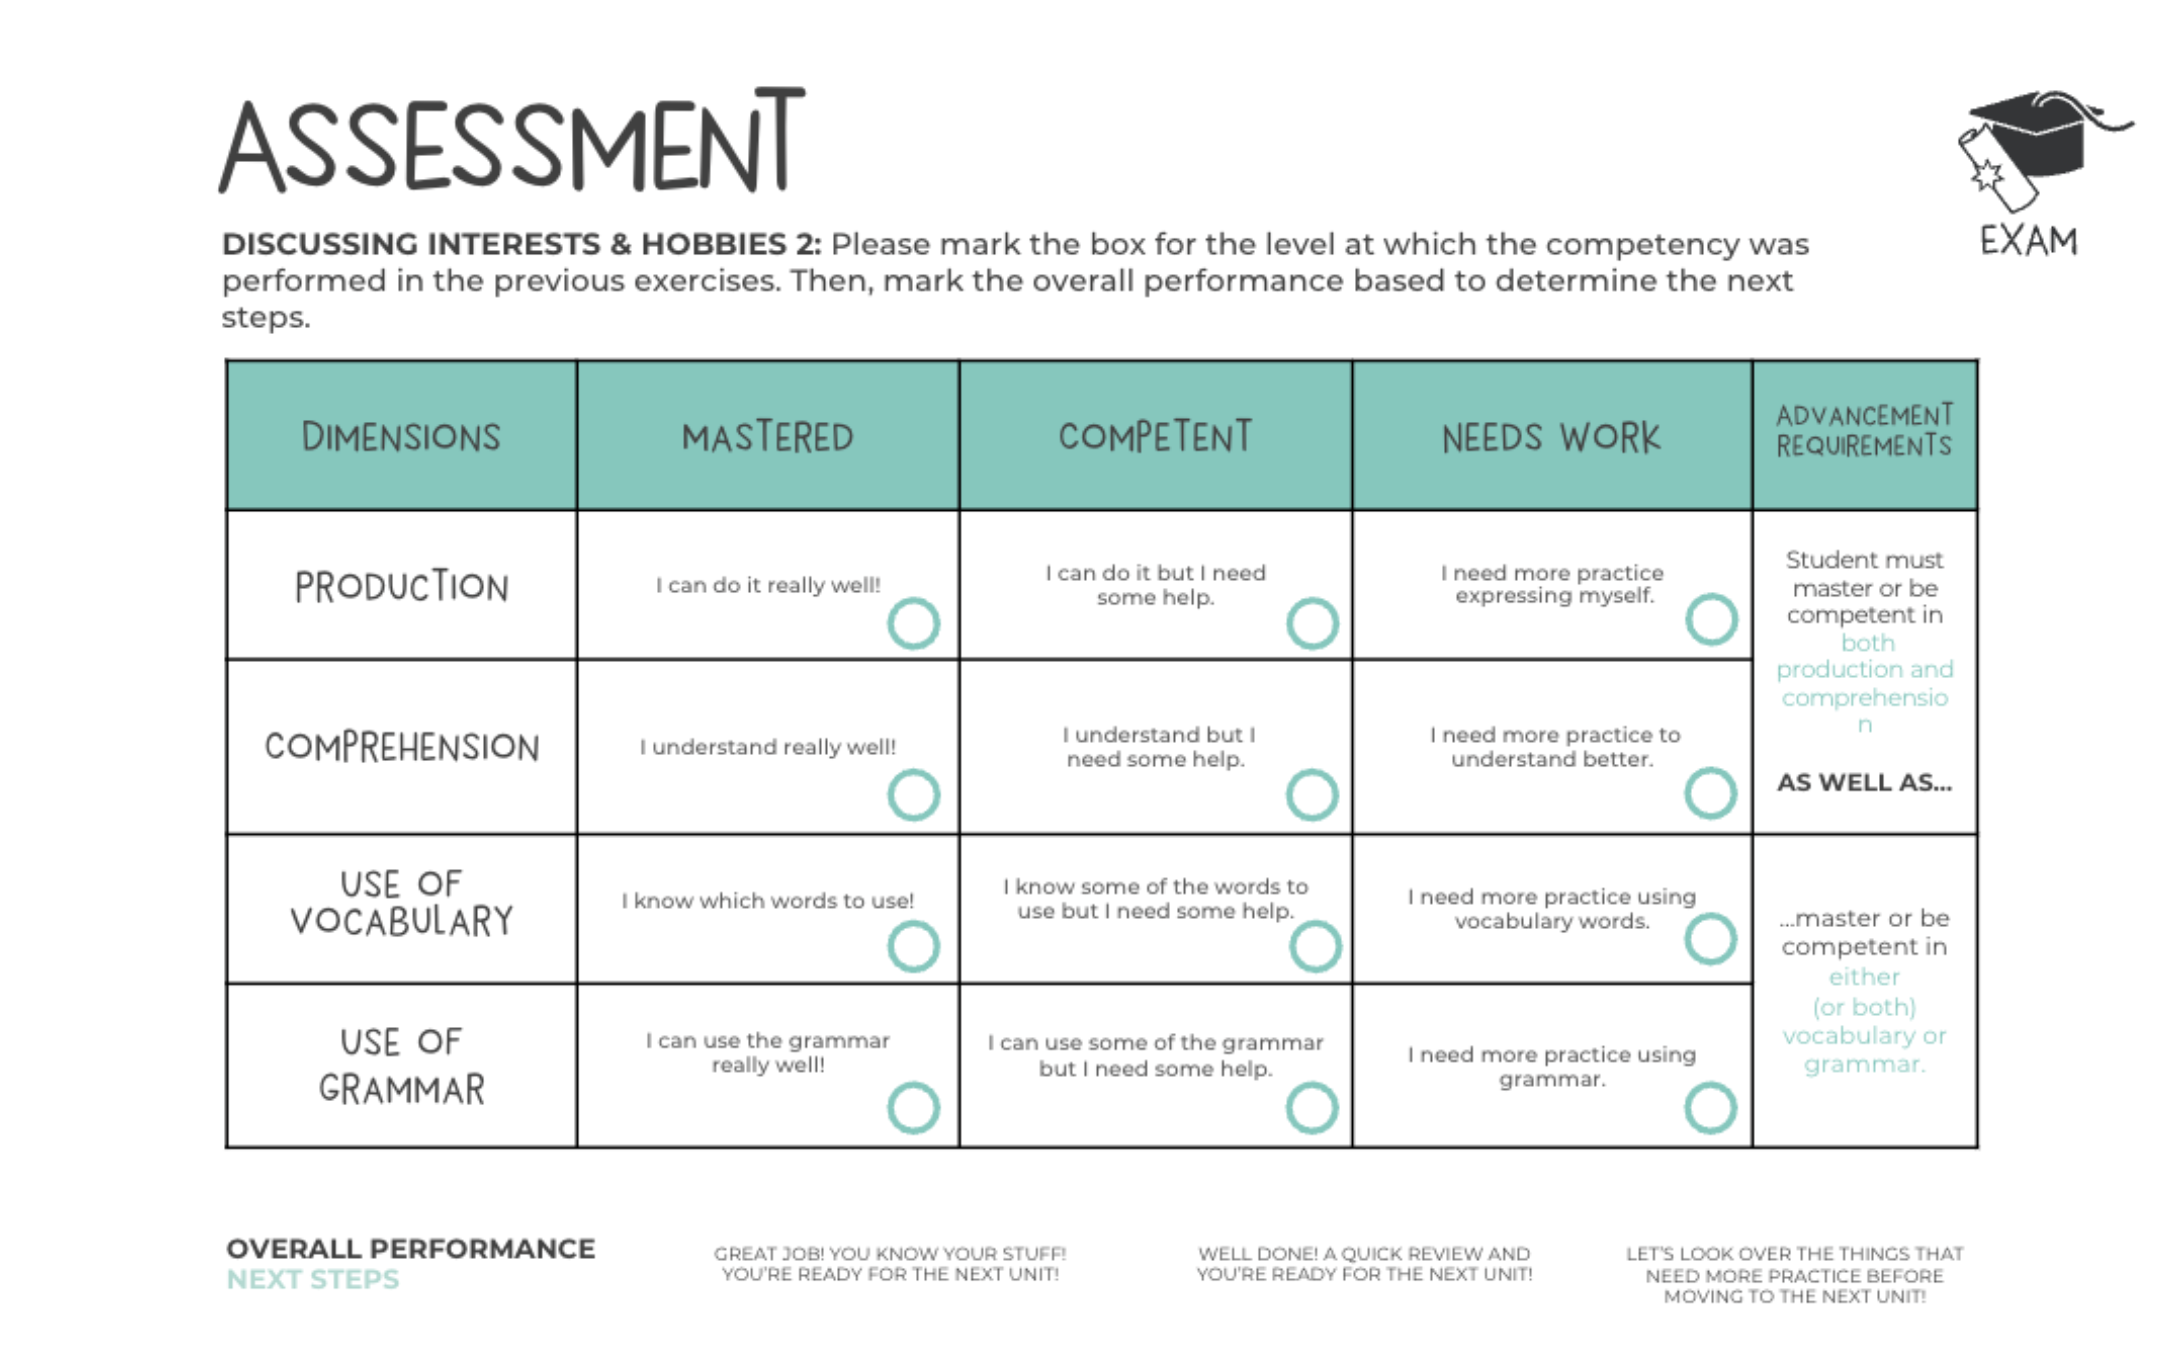 ASSESSMENT
EXAM
DISCUSSING INTERESTS & HOBBIES 2: Please mark the box for the level at which the competency was
performed in the previous exercises. Then, mark the overall performance based to determine the next
steps.
DIMENSIONS
MASTERED
COMPETENT
NEEDS WORK
ADVANCEMENT
REQUIREMENTS
PRODUCTION
I can do it really well!
I can do it but I need
some help.
I need more practice
expressing myself.
Student must
master or be
competent in
both
production and
comprehensio
n
AS WELL AS...
COMPREHENSION
I understand really well!
I understand but I
need some help.
I need more practice to
understand better.
USE OF
VOCABULARY
I know which words to use!
I know some of the words to
use but I need some help.
I need more practice using
vocabulary words.
...master or be
competent in
either
(or both)
vocabulary or
grammar.
USE OF
GRAMMAR
I can use the grammar
really well!
I can use some of the grammar
but I need some help.
I need more practice using
grammar.
OVERALL PERFORMANCE
NEXT STEPS
GREAT JOB! YOU KNOW YOUR STUFF!
YOU'RE READY FOR THE NEXT UNIT!
WELL DONE! A QUICK REVIEW AND
YOU'RE READY FOR THE NEXT UNIT!
LET'S LOOK OVER THE THINGS THAT
NEED MORE PRACTICE BEFORE
MOVING TO THE NEXT UNIT!